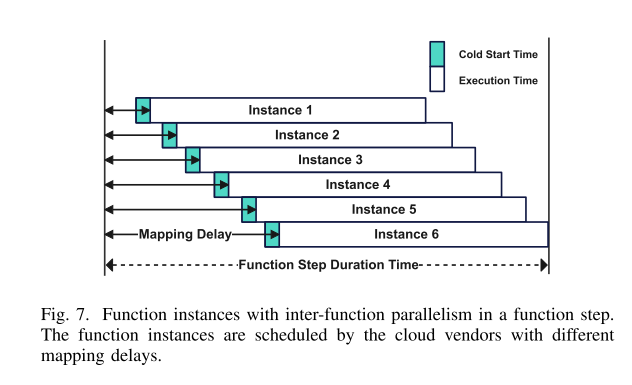 Cold Start Time
Execution Time
Instance 1
Instance 2
Instance 3
Instance 4
Instance 5
Mapping Delay
Instance 6
Function Step Duration Time
Fig. 7. Function instances with inter-function parallelism in a function step.
The function instances are scheduled by the cloud vendors with different
mapping delays.